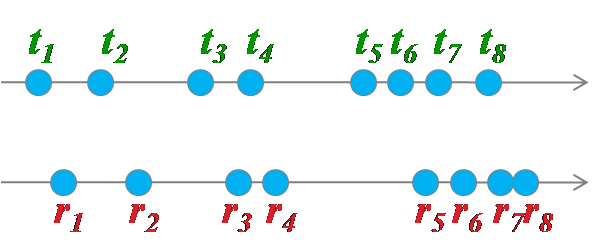 t₁ t₂ t₃ t₄ t₅ t₆ t₇ t₈
r₁ r₂ r₃ r₄ r₅ r₆ r₇ r₈